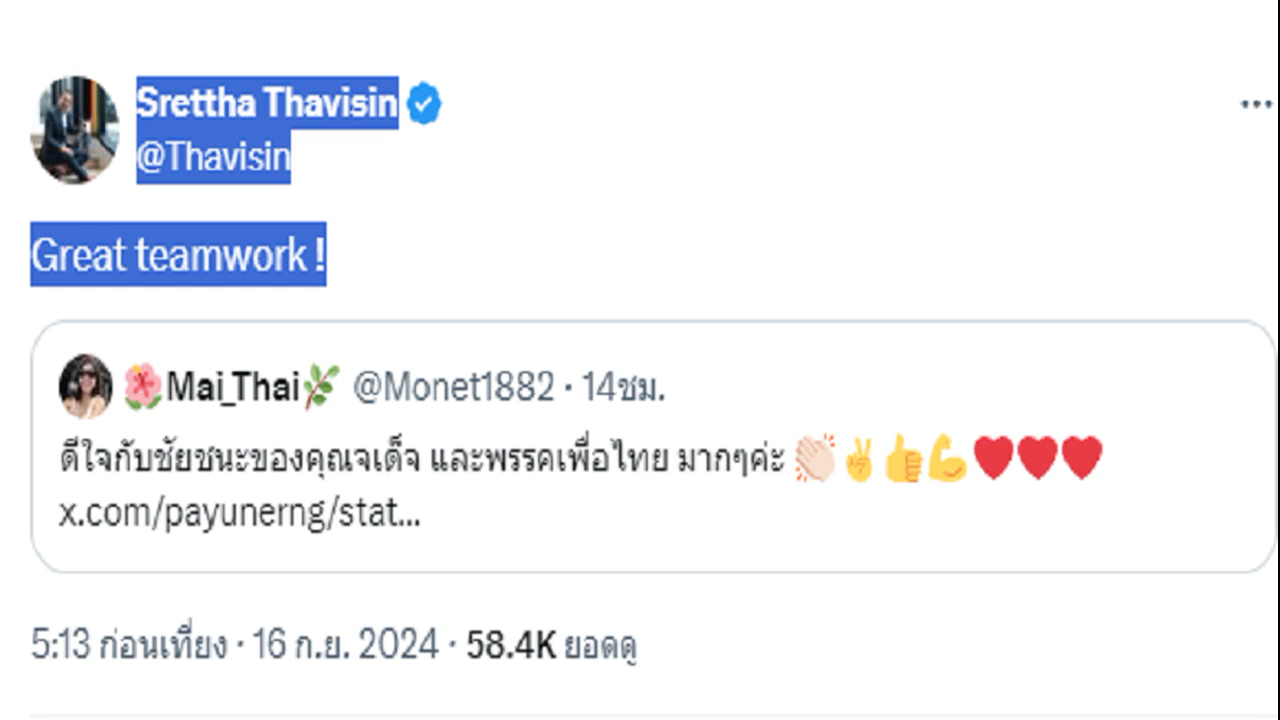 Srettha Thavisin
@Thavisin
Great teamwork !
🌺Mai_Thai🌿 @Monet1882 · 14ชม.
ดีใจกับชัยชนะของคุณจเด็จ และพรรคเพื่อไทย มากๆค่ะ 👏🏻✌️👍💪❤️❤️❤️
x.com/payunerng/stat...
5:13 ก่อนเที่ยง · 16 ก.ย. 2024 · 58.4K ยอดดู